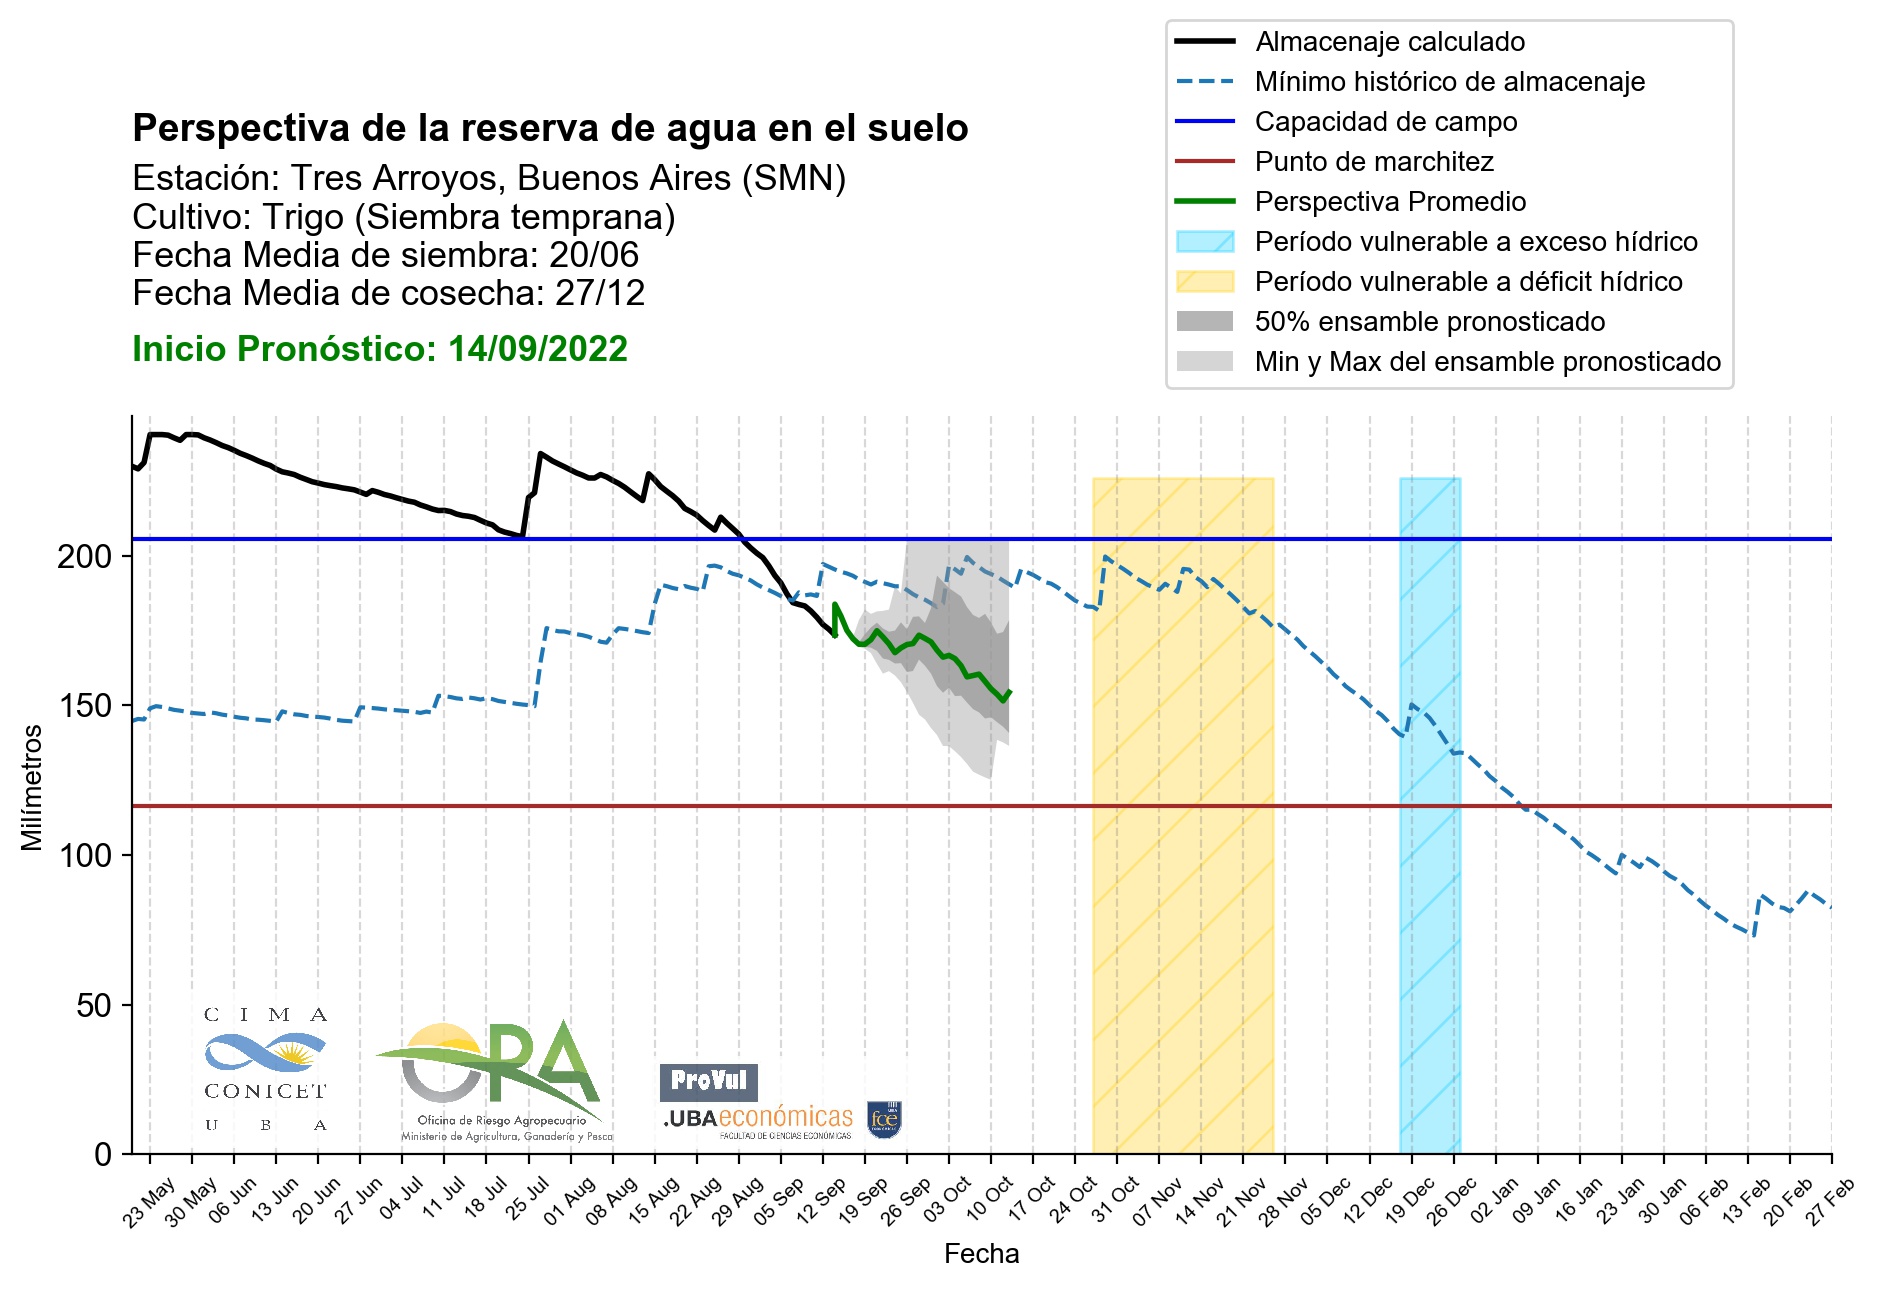 Almacenaje calculado
Mínimo histórico de almacenaje
Capacidad de campo
Punto de marchitez
Perspectiva Promedio
Período vulnerable a exceso hídrico
Período vulnerable a déficit hídrico
50% ensamble pronosticado
Min y Max del ensamble pronosticado
Perspectiva de la reserva de agua en el suelo
Estación: Tres Arroyos, Buenos Aires (SMN)
Cultivo: Trigo (Siembra temprana)
Fecha Media de siembra: 20/06
Fecha Media de cosecha: 27/12
Inicio Pronóstico: 14/09/2022
Milímetros
200
150
100
50
0
CIMA
CONICET
UBA
ORA
Oficina de Riesgo Agropecuario
Ministerio de Agricultura, Ganadería y Pesca
ProVul
.UBAeconómicas
FACULTAD DE CIENCIAS ECONÓMICAS
fce
23 May
30 May
06 Jun
13 Jun
20 Jun
27 Jun
04 Jul
11 Jul
18 Jul
25 Jul
01 Aug
08 Aug
15 Aug
22 Aug
29 Aug
05 Sep
12 Sep
19 Sep
26 Sep
03 Oct
10 Oct
17 Oct
24 Oct
31 Oct
07 Nov
14 Nov
21 Nov
28 Nov
05 Dec
12 Dec
19 Dec
26 Dec
02 Jan
09 Jan
16 Jan
23 Jan
30 Jan
06 Feb
13 Feb
20 Feb
27 Feb
Fecha